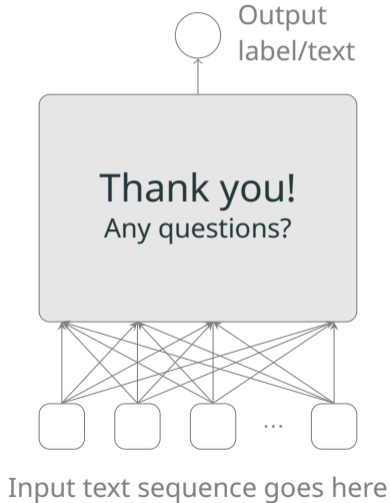 Output
label/text
Thank you!
Any questions?
...
Input text sequence goes here